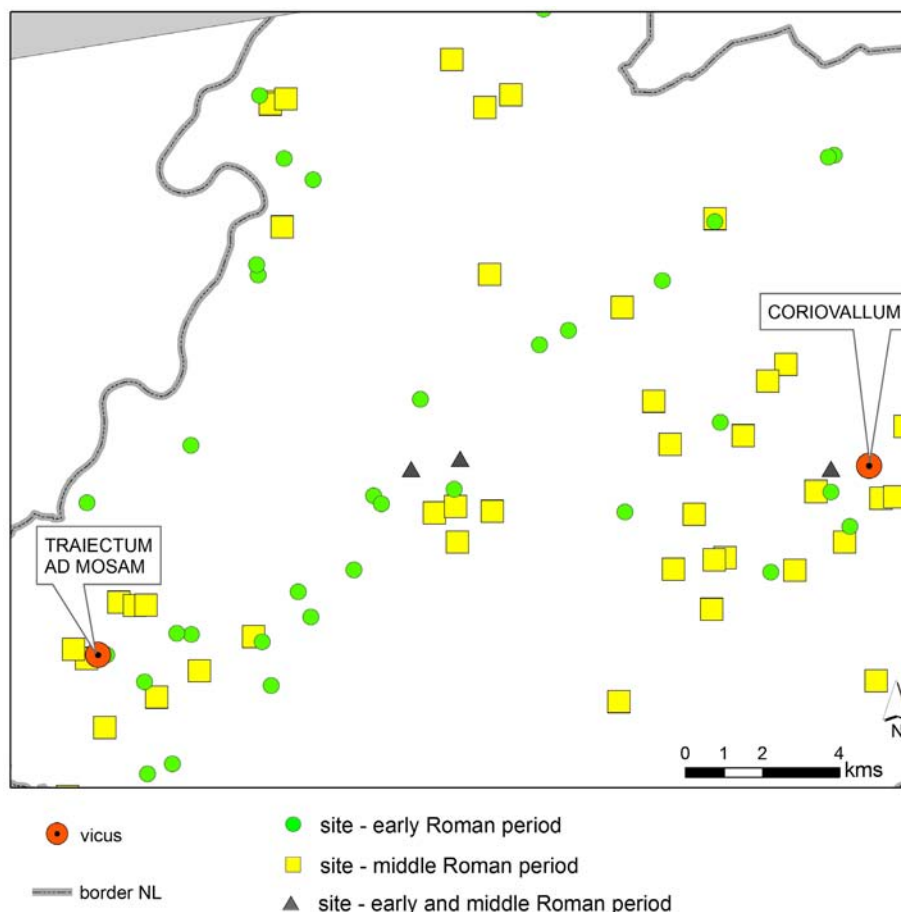 CORIOVALLUM
TRAIECTUM
AD MOSAM
N
0 1 2 4
kms
vicus
site - early Roman period
site - middle Roman period
border NL
site - early and middle Roman period